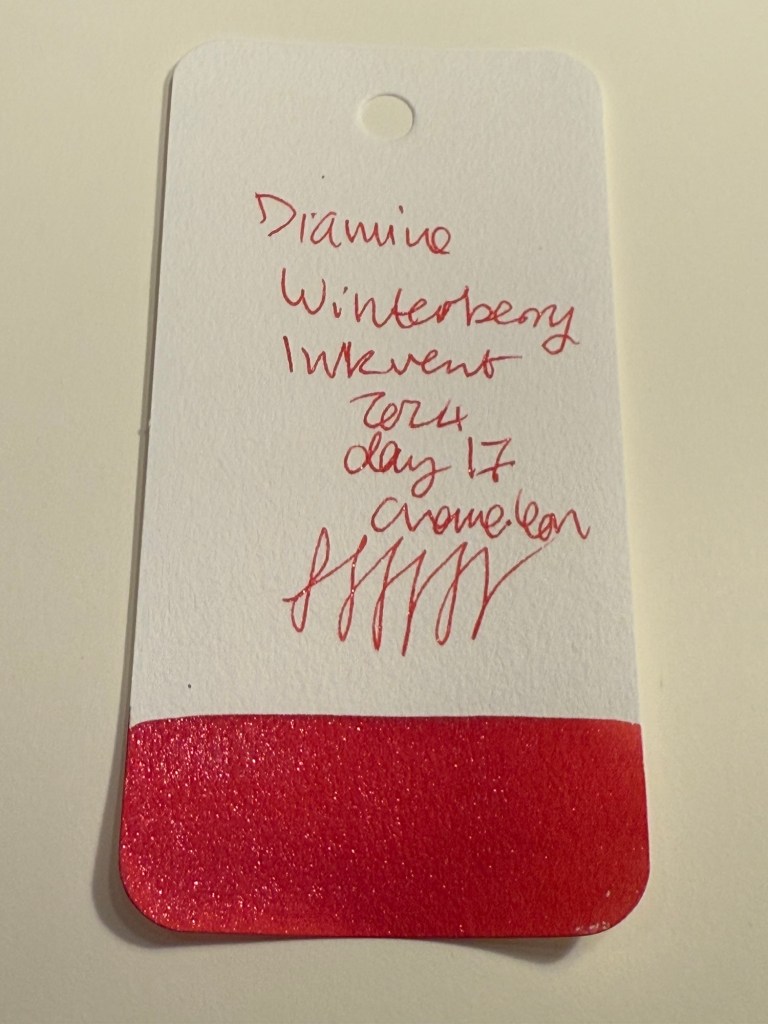 Diamine
Winterberry
Inkvent
2024
day 17
chameleon